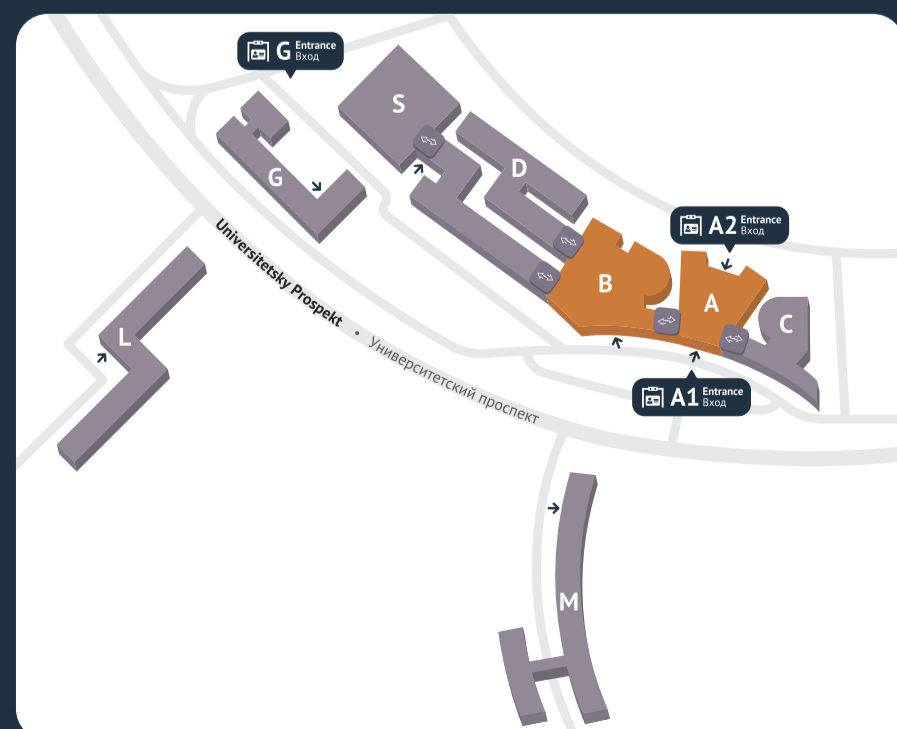 G Entrance
Вход
S
D
G
A2 Entrance
Вход
B
A
C
Universitetsky Prospekt • Университетский проспект
L
A1 Entrance
Вход
M